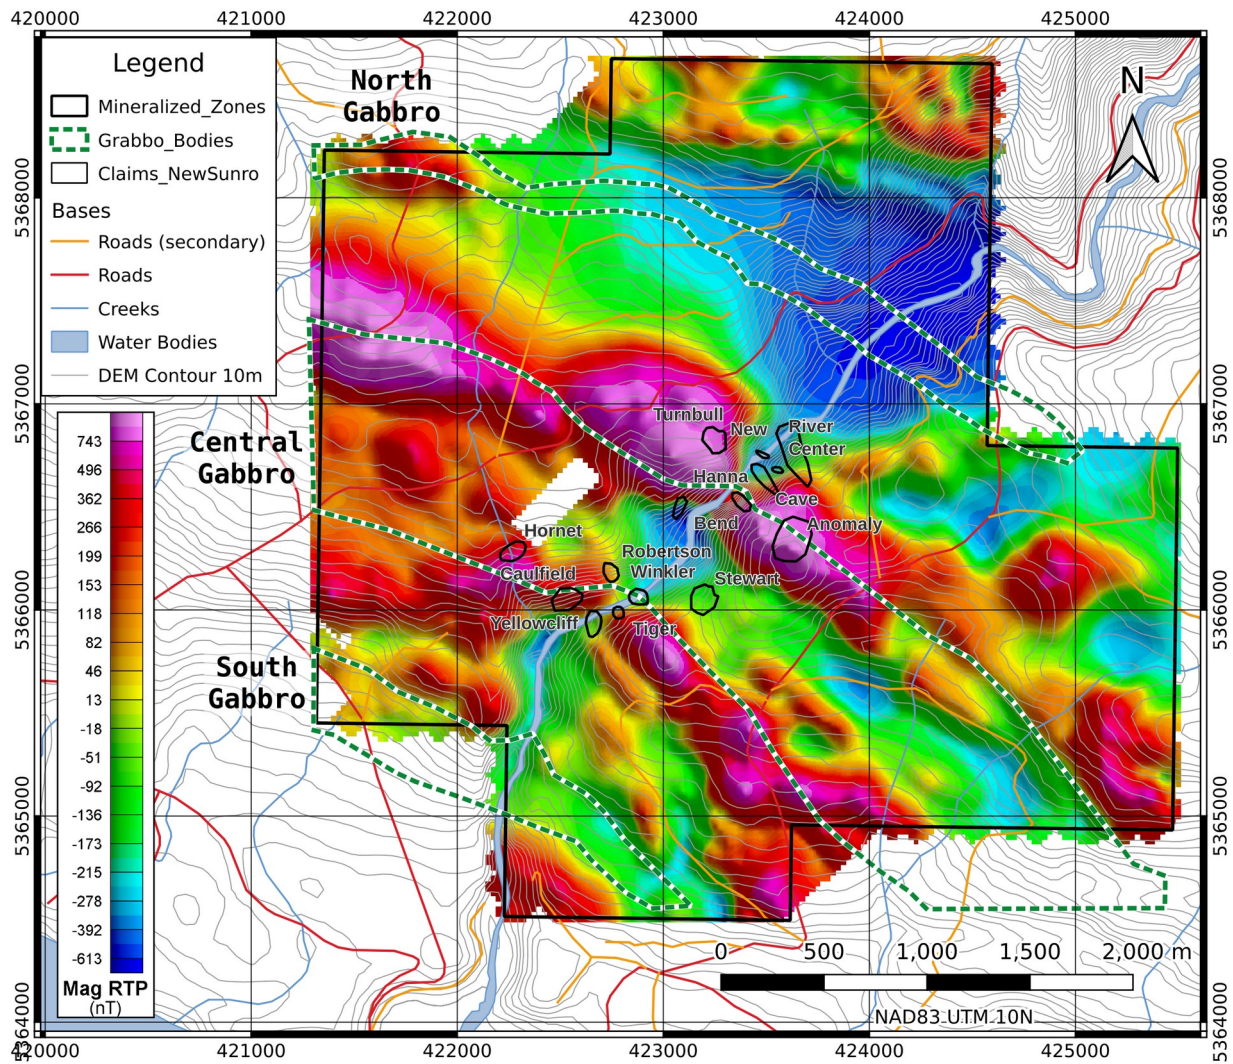 420000 421000 422000 423000 424000 425000
Legend
Mineralized_Zones
Grabbo_Bodies
Claims_NewSunro
Bases
Roads (secondary)
Roads
Creeks
Water Bodies
DEM Contour 10m
North
Gabbro
N
5368000
5368000
5367000
5367000
Central
Gabbro
Turnbull
New
River
Center
Hanna
Cave
Bend
Anomaly
Hornet
Robertson
Caulfield
Winkler
Stewart
Yellowcliff
Tiger
5366000
5366000
South
Gabbro
743
496
362
266
199
153
118
82
46
13
-18
-51
-92
-136
-173
-215
-278
-392
-613
Mag RTP
(nT)
5365000
5365000
0 500 1,000 1,500 2,000 m
NAD83 UTM 10N
5364000
5364000
420000 421000 422000 423000 424000 425000